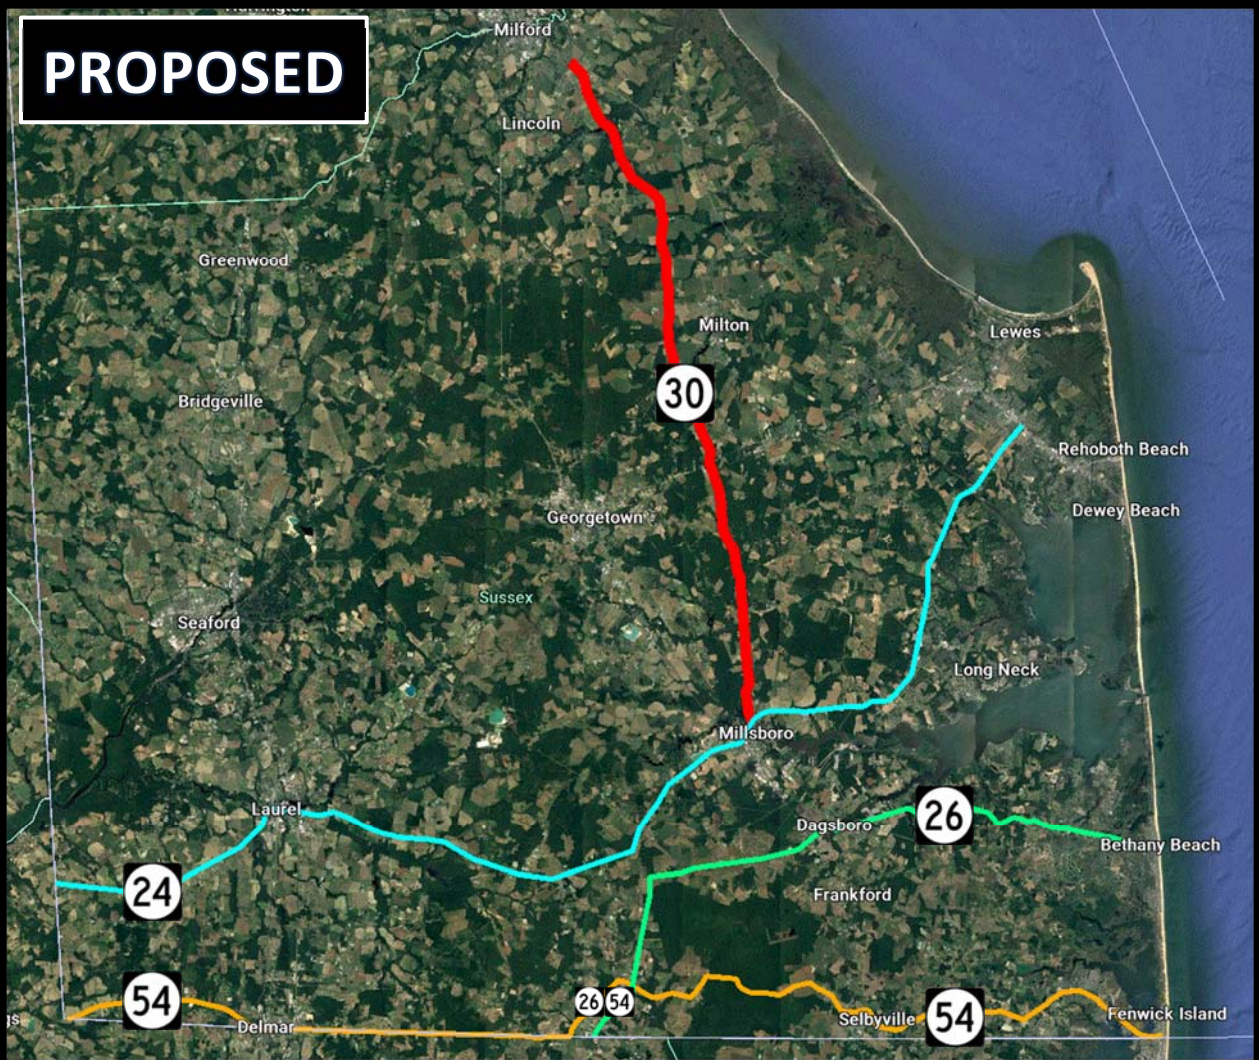 PROPOSED
Milford
Lincoln
Greenwood
Milton
Lewes
30
Bridgeville
Rehoboth Beach
Dewey Beach
Georgetown
Sussex
Seaford
Long Neck
Millsboro
Laurel
26
Dagsboro
Bethany Beach
24
Frankford
54
26 54
gs
Delmar
Selbyville
54
Fenwick Island